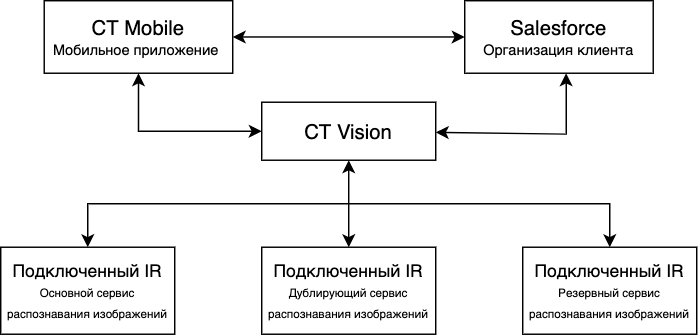 CT Mobile
Мобильное приложение
Salesforce
Организация клиента
CT Vision
Подключенный IR
Основной сервис
распознавания изображений
Подключенный IR
Дублирующий сервис
распознавания изображений
Подключенный IR
Резервный сервис
распознавания изображений